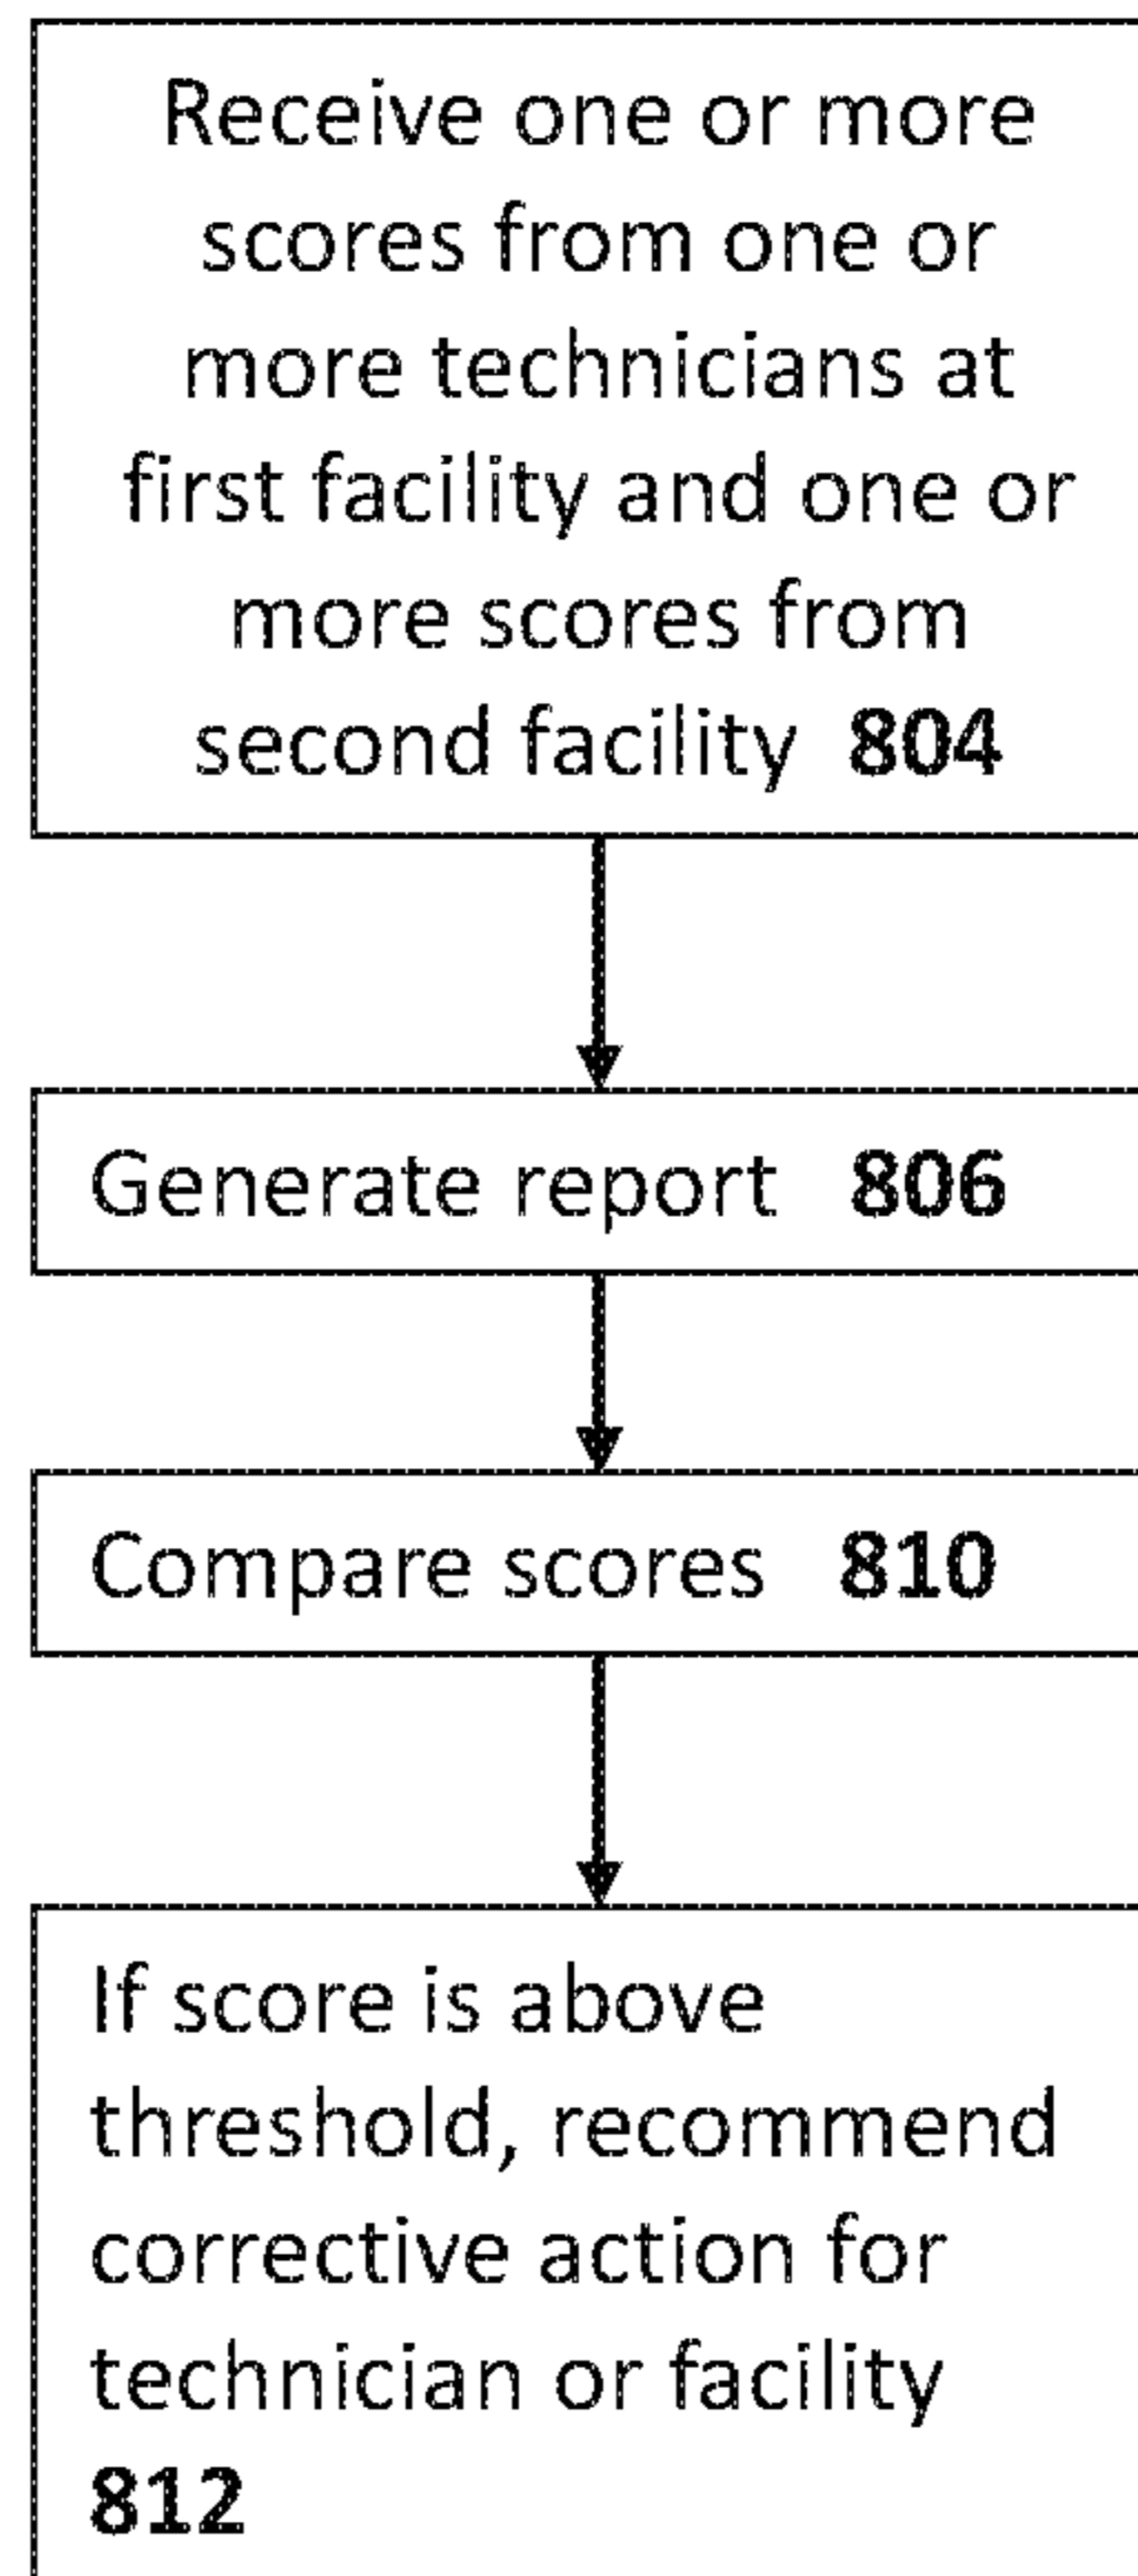 Receive one or more
scores from one or
more technicians at
first facility and one or
more scores from
second facility 804
Generate report 806
Compare scores 810
If score is above
threshold, recommend
corrective action for
technician or facility
812